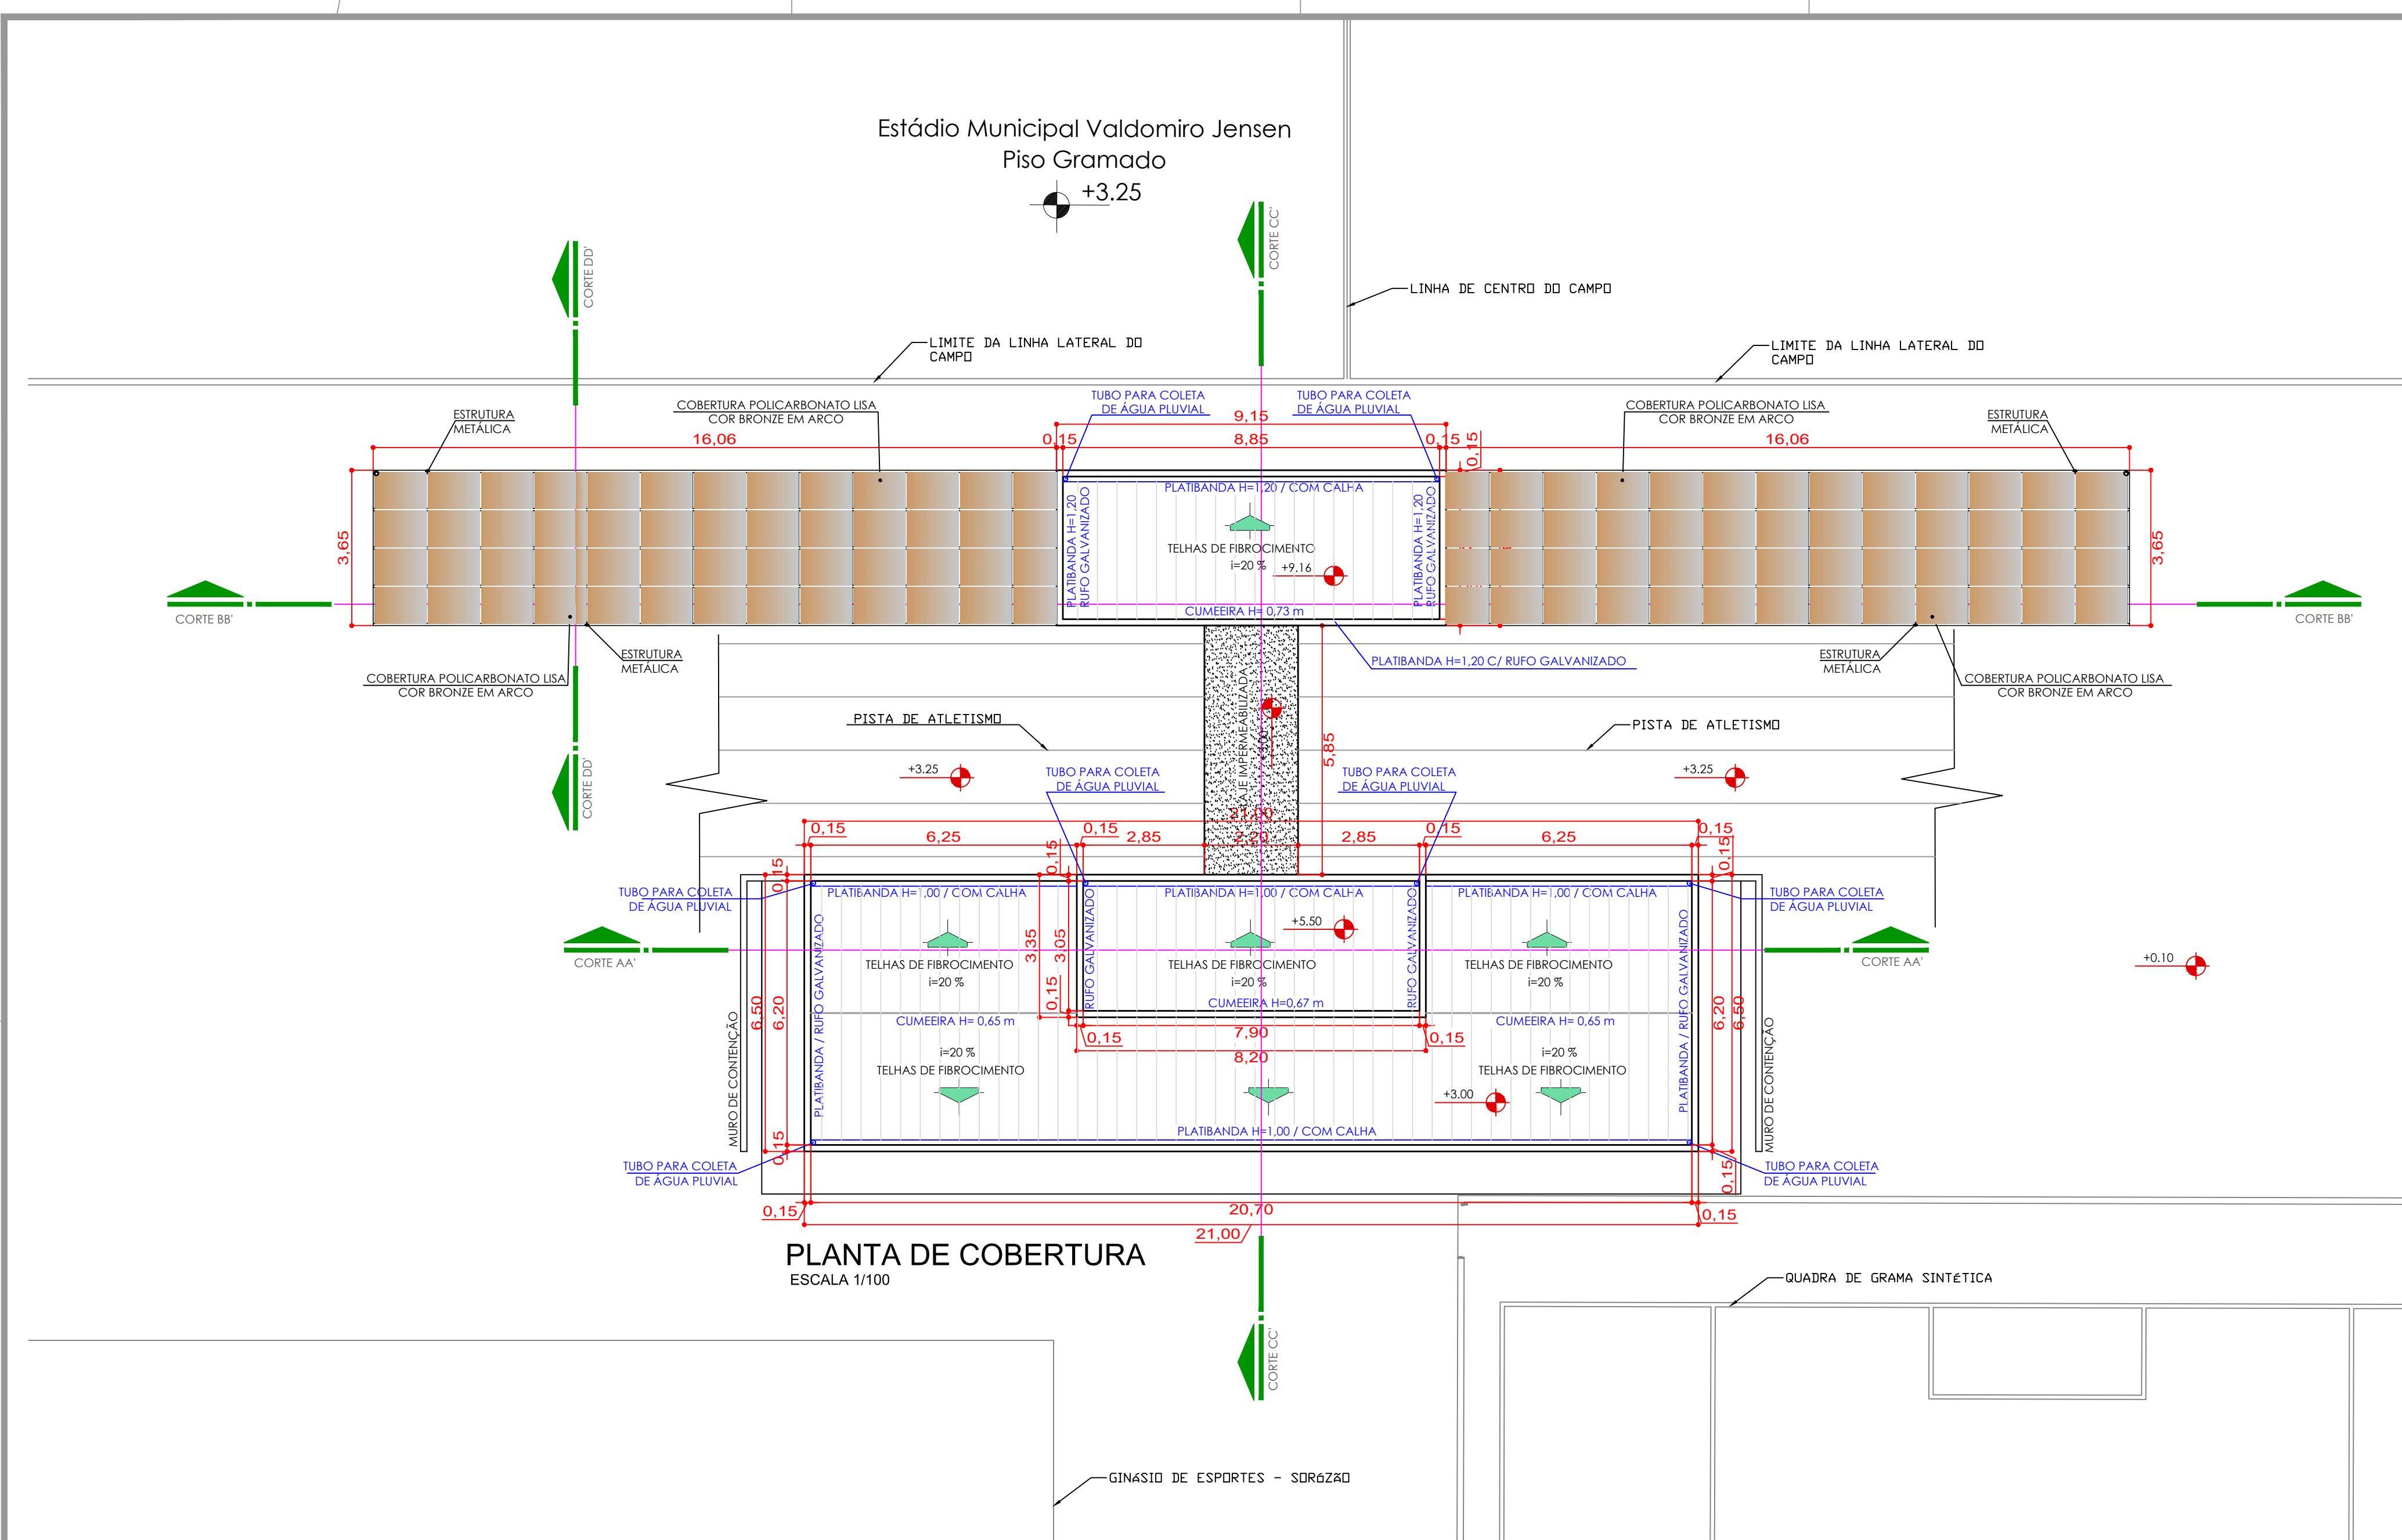 Estádio Municipal Valdomiro Jensen
Piso Gramado
+3.25
CORTE DD'
CORTE CC'
LINHA DE CENTRO DO CAMPO
LIMITE DA LINHA LATERAL DO
CAMPO
LIMITE DA LINHA LATERAL DO
CAMPO
ESTRUTURA
METÁLICA
COBERTURA POLICARBONATO LISA
COR BRONZE EM ARCO
TUBO PARA COLETA
DE ÁGUA PLUVIAL
TUBO PARA COLETA
DE ÁGUA PLUVIAL
COBERTURA POLICARBONATO LISA
COR BRONZE EM ARCO
ESTRUTURA
METÁLICA
9,15
16,06
0,15
8,85
0,15
0,15
16,06
3,65
PLATIBANDA H=1,20
RUFO GALVANIZADO
PLATIBANDA H=1,20 / COM CALHA
TELHAS DE FIBROCIMENTO
i=20 %
+9.16
CUMEEIRA H= 0,73 m
PLATIBANDA H=1,20
RUFO GALVANIZADO
3,65
CORTE BB'
CORTE BB'
ESTRUTURA
METÁLICA
COBERTURA POLICARBONATO LISA
COR BRONZE EM ARCO
PLATIBANDA H=1,20 C/ RUFO GALVANIZADO
ESTRUTURA
METÁLICA
COBERTURA POLICARBONATO LISA
COR BRONZE EM ARCO
PISTA DE ATLETISMO
LAJE IMPERMEABILIZADA
5,85
PISTA DE ATLETISMO
+3.25
+3.25
CORTE DD'
TUBO PARA COLETA
DE ÁGUA PLUVIAL
TUBO PARA COLETA
DE ÁGUA PLUVIAL
21,00
0,15
6,25
0,15
2,85
2,20
2,85
0,15
6,25
0,15
0,15
0,15
0,15
TUBO PARA COLETA
DE ÁGUA PLUVIAL
PLATIBANDA H=1,00 / COM CALHA
PLATIBANDA H=1,00 / COM CALHA
PLATIBANDA H=1,00 / COM CALHA
TUBO PARA COLETA
DE ÁGUA PLUVIAL
PLATIBANDA / RUFO GALVANIZADO
RUFO GALVANIZADO
+5.50
RUFO GALVANIZADO
PLATIBANDA / RUFO GALVANIZADO
CORTE AA'
CORTE AA'
+0.10
TELHAS DE FIBROCIMENTO
i=20 %
TELHAS DE FIBROCIMENTO
i=20 %
TELHAS DE FIBROCIMENTO
i=20 %
3,35
3,05
0,15
CUMEEIRA H=0,67 m
6,50
6,20
CUMEEIRA H= 0,65 m
CUMEEIRA H= 0,65 m
6,20
6,50
0,15
7,90
0,15
8,20
MURO DE CONTENÇÃO
MURO DE CONTENÇÃO
i=20 %
TELHAS DE FIBROCIMENTO
i=20 %
TELHAS DE FIBROCIMENTO
+3.00
PLATIBANDA H=1,00 / COM CALHA
0,15
0,15
TUBO PARA COLETA
DE ÁGUA PLUVIAL
TUBO PARA COLETA
DE ÁGUA PLUVIAL
0,15
20,70
0,15
21,00
PLANTA DE COBERTURA
ESCALA 1/100
QUADRA DE GRAMA SINTÉTICA
CORTE CC'
GINÁSIO DE ESPORTES - SORÓZÃO